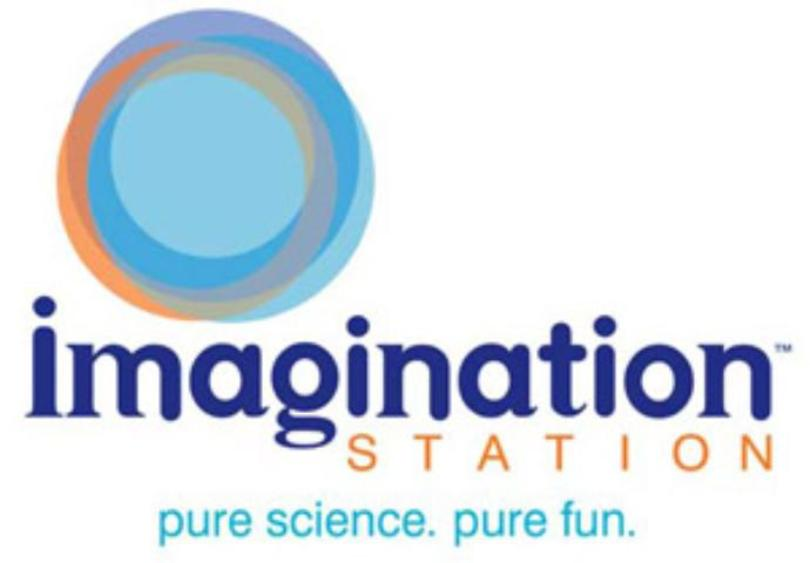 imagination™
STATION
pure science. pure fun.